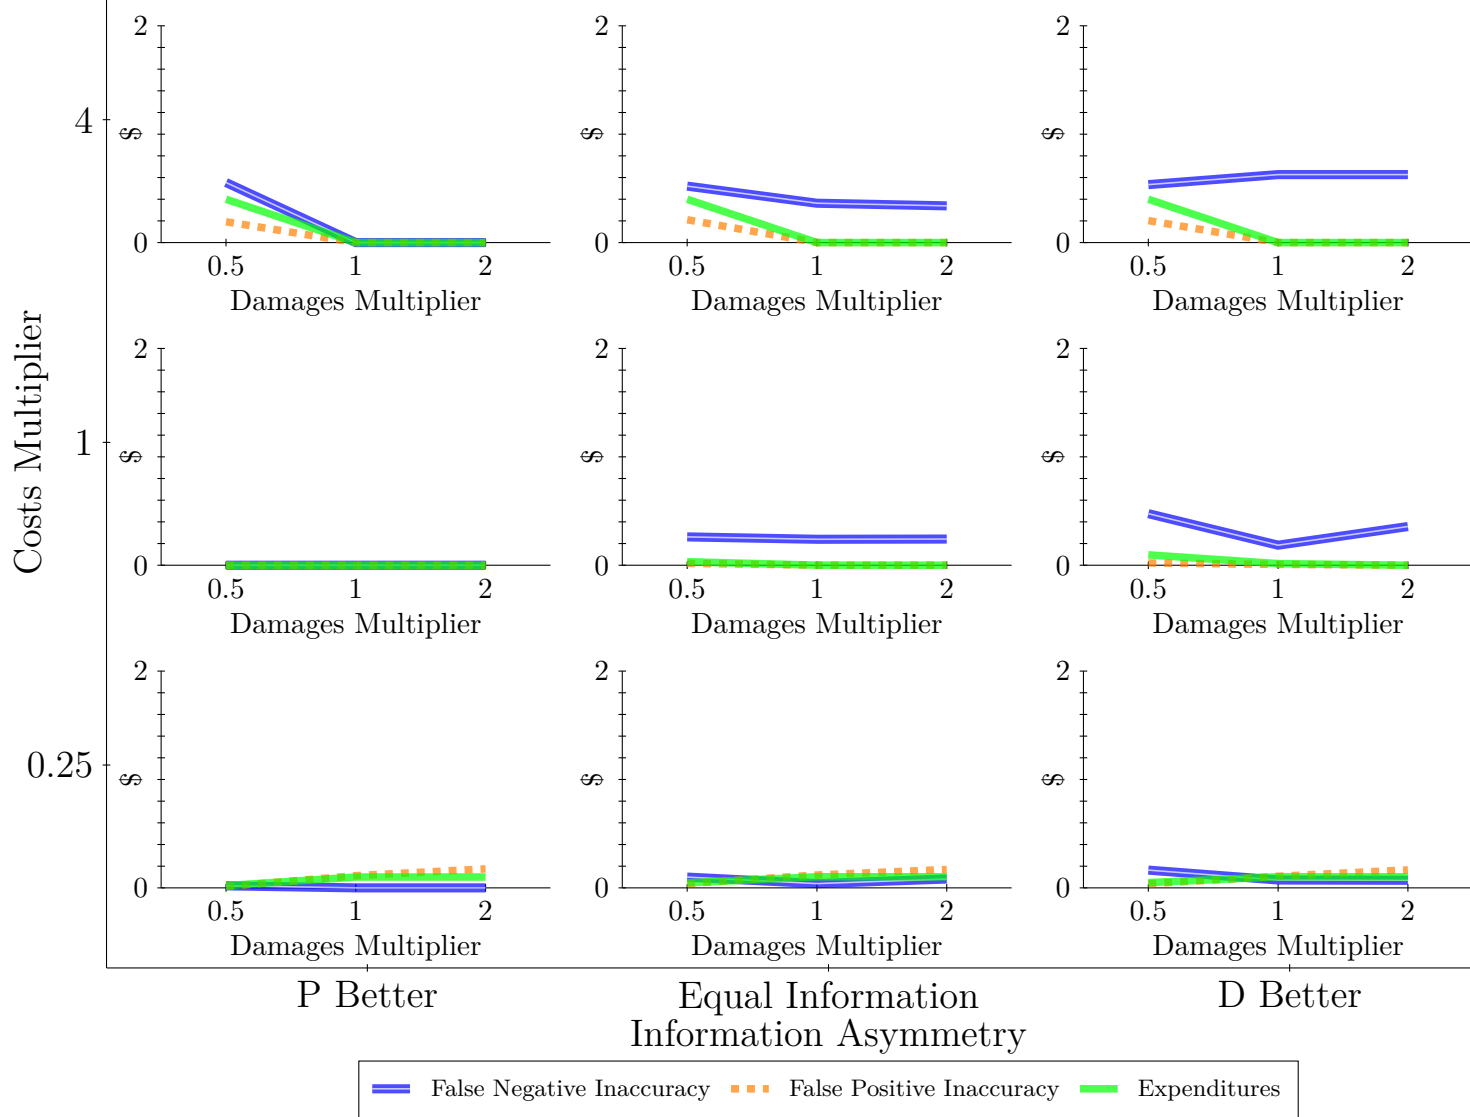 2
2
2
4
$
$
$
0
0
0
0.5 1 2
0.5 1 2
0.5 1 2
Damages Multiplier
Damages Multiplier
Damages Multiplier
Costs Multiplier
2
2
2
1
$
$
$
0
0
0
0.5 1 2
0.5 1 2
0.5 1 2
Damages Multiplier
Damages Multiplier
Damages Multiplier
2
2
2
0.25
$
$
$
0
0
0
0.5 1 2
0.5 1 2
0.5 1 2
Damages Multiplier
Damages Multiplier
Damages Multiplier
P Better
Equal Information
D Better
Information Asymmetry
False Negative Inaccuracy
False Positive Inaccuracy
Expenditures